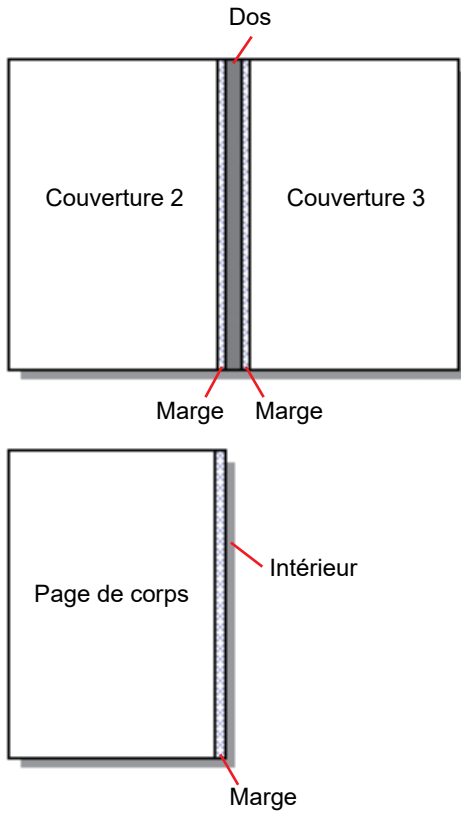 Dos
Couverture 2
Couverture 3
Marge
Marge
Intérieur
Page de corps
Marge